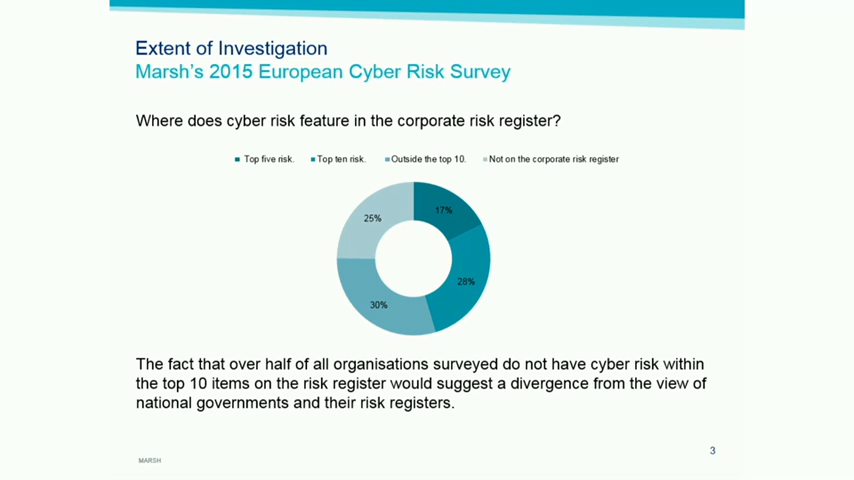 Extent of Investigation
Marsh's 2015 European Cyber Risk Survey
Where does cyber risk feature in the corporate risk register?
Top five risk. Top ten risk. Outside the top 10. Not on the corporate risk register
17%
25%
28%
30%
The fact that over half of all organisations surveyed do not have cyber risk within
the top 10 items on the risk register would suggest a divergence from the view of
national governments and their risk registers.
3
MARSH